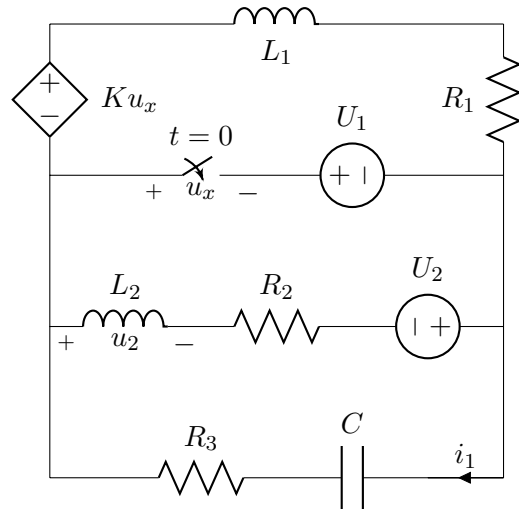 L₁
+
−
Kuₓ
R₁
t = 0
U₁
+
uₓ
−
+ −
L₂
R₂
U₂
+
u₂
−
− +
R₃
C
i₁